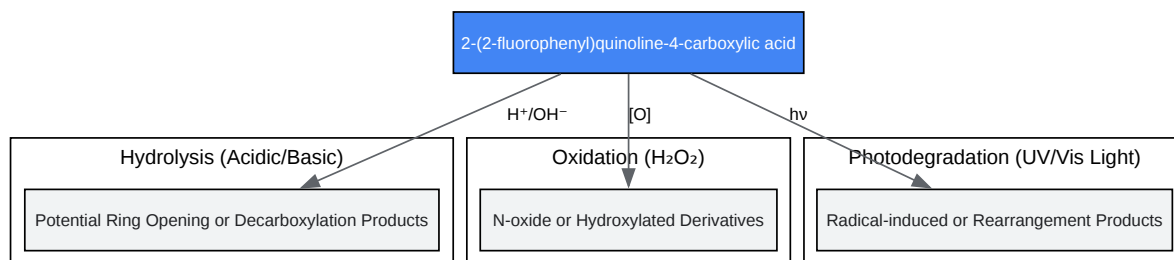 2-(2-fluorophenyl)quinoline-4-carboxylic acid
H⁺/OH⁻
[O]
hν
Hydrolysis (Acidic/Basic)
Oxidation (H₂O₂)
Photodegradation (UV/Vis Light)
Potential Ring Opening or Decarboxylation Products
N-oxide or Hydroxylated Derivatives
Radical-induced or Rearrangement Products